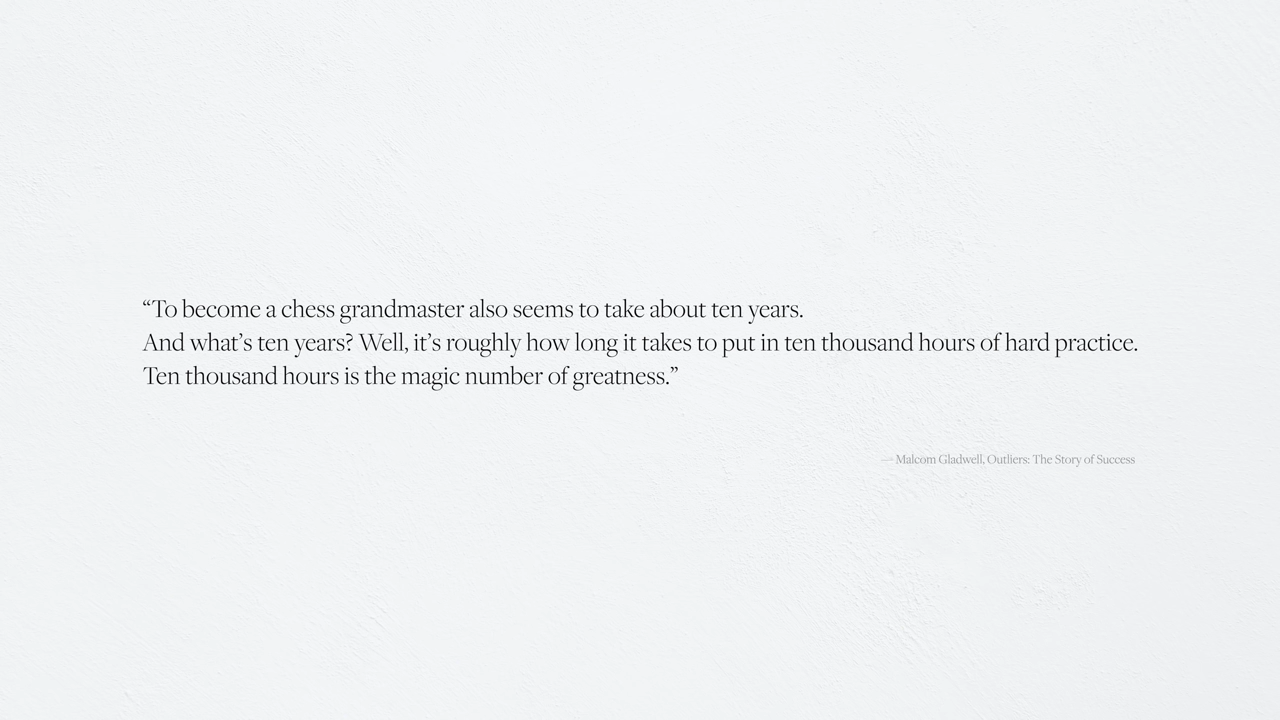 “To become a chess grandmaster also seems to take about ten years.
And what’s ten years? Well, it’s roughly how long it takes to put in ten thousand hours of hard practice.
Ten thousand hours is the magic number of greatness.”
— Malcom Gladwell, Outliers: The Story of Success